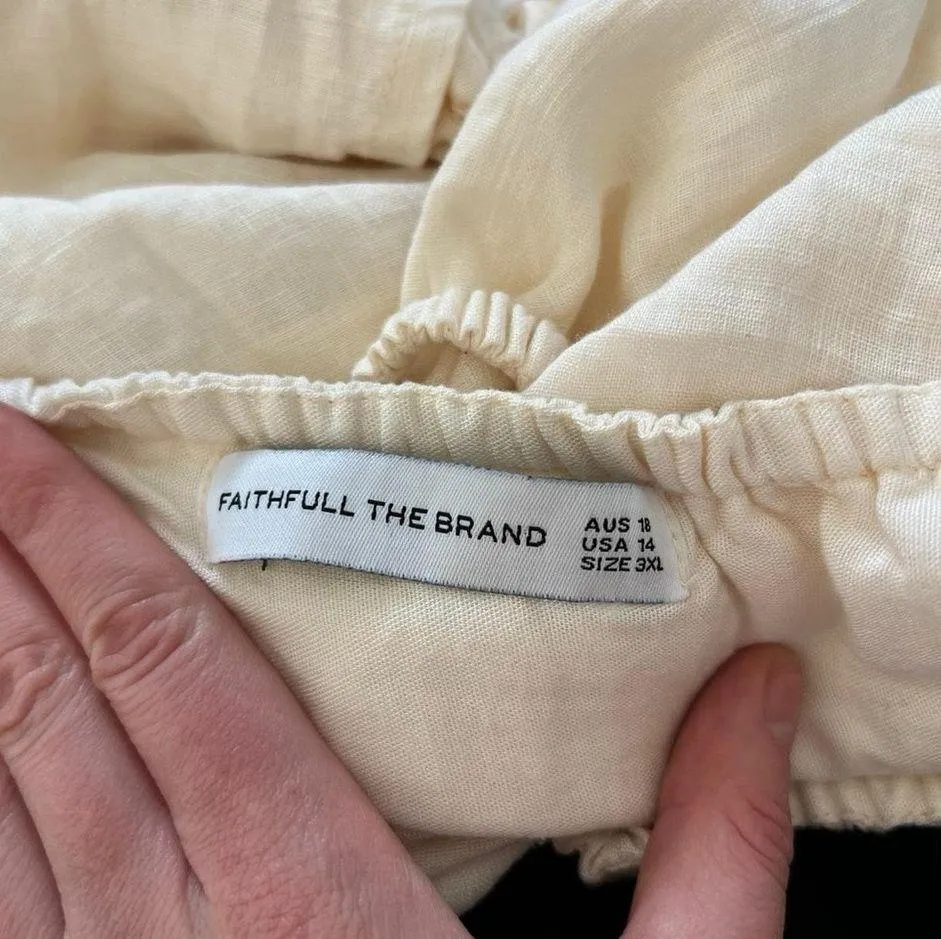 FAITHFULL THE BRAND
AUS 18
USA 14
SIZE 3XL